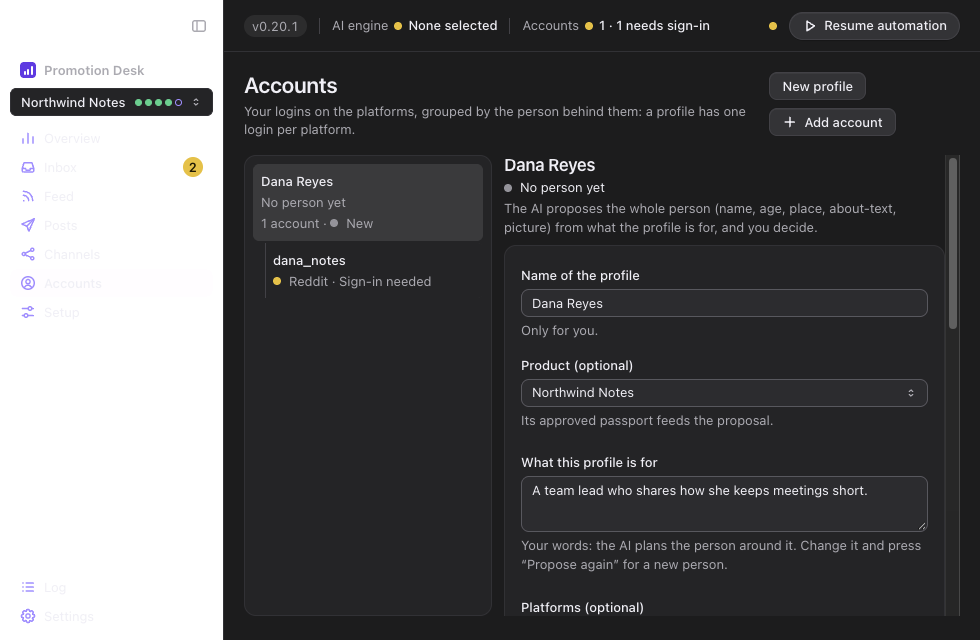 v0.20.1
AI engine
None selected
Accounts
1 · 1 needs sign-in
Resume automation
Promotion Desk
Northwind Notes
Overview
Inbox
2
Feed
Posts
Channels
Accounts
Setup
Log
Settings
Accounts
Your logins on the platforms, grouped by the person behind them: a profile has one
login per platform.
New profile
Add account
Dana Reyes
No person yet
1 account · New
dana_notes
Reddit · Sign-in needed
Dana Reyes
No person yet
The AI proposes the whole person (name, age, place, about-text,
picture) from what the profile is for, and you decide.
Name of the profile
Dana Reyes
Only for you.
Product (optional)
Northwind Notes
Its approved passport feeds the proposal.
What this profile is for
A team lead who shares how she keeps meetings short.
Your words: the AI plans the person around it. Change it and press
“Propose again” for a new person.
Platforms (optional)